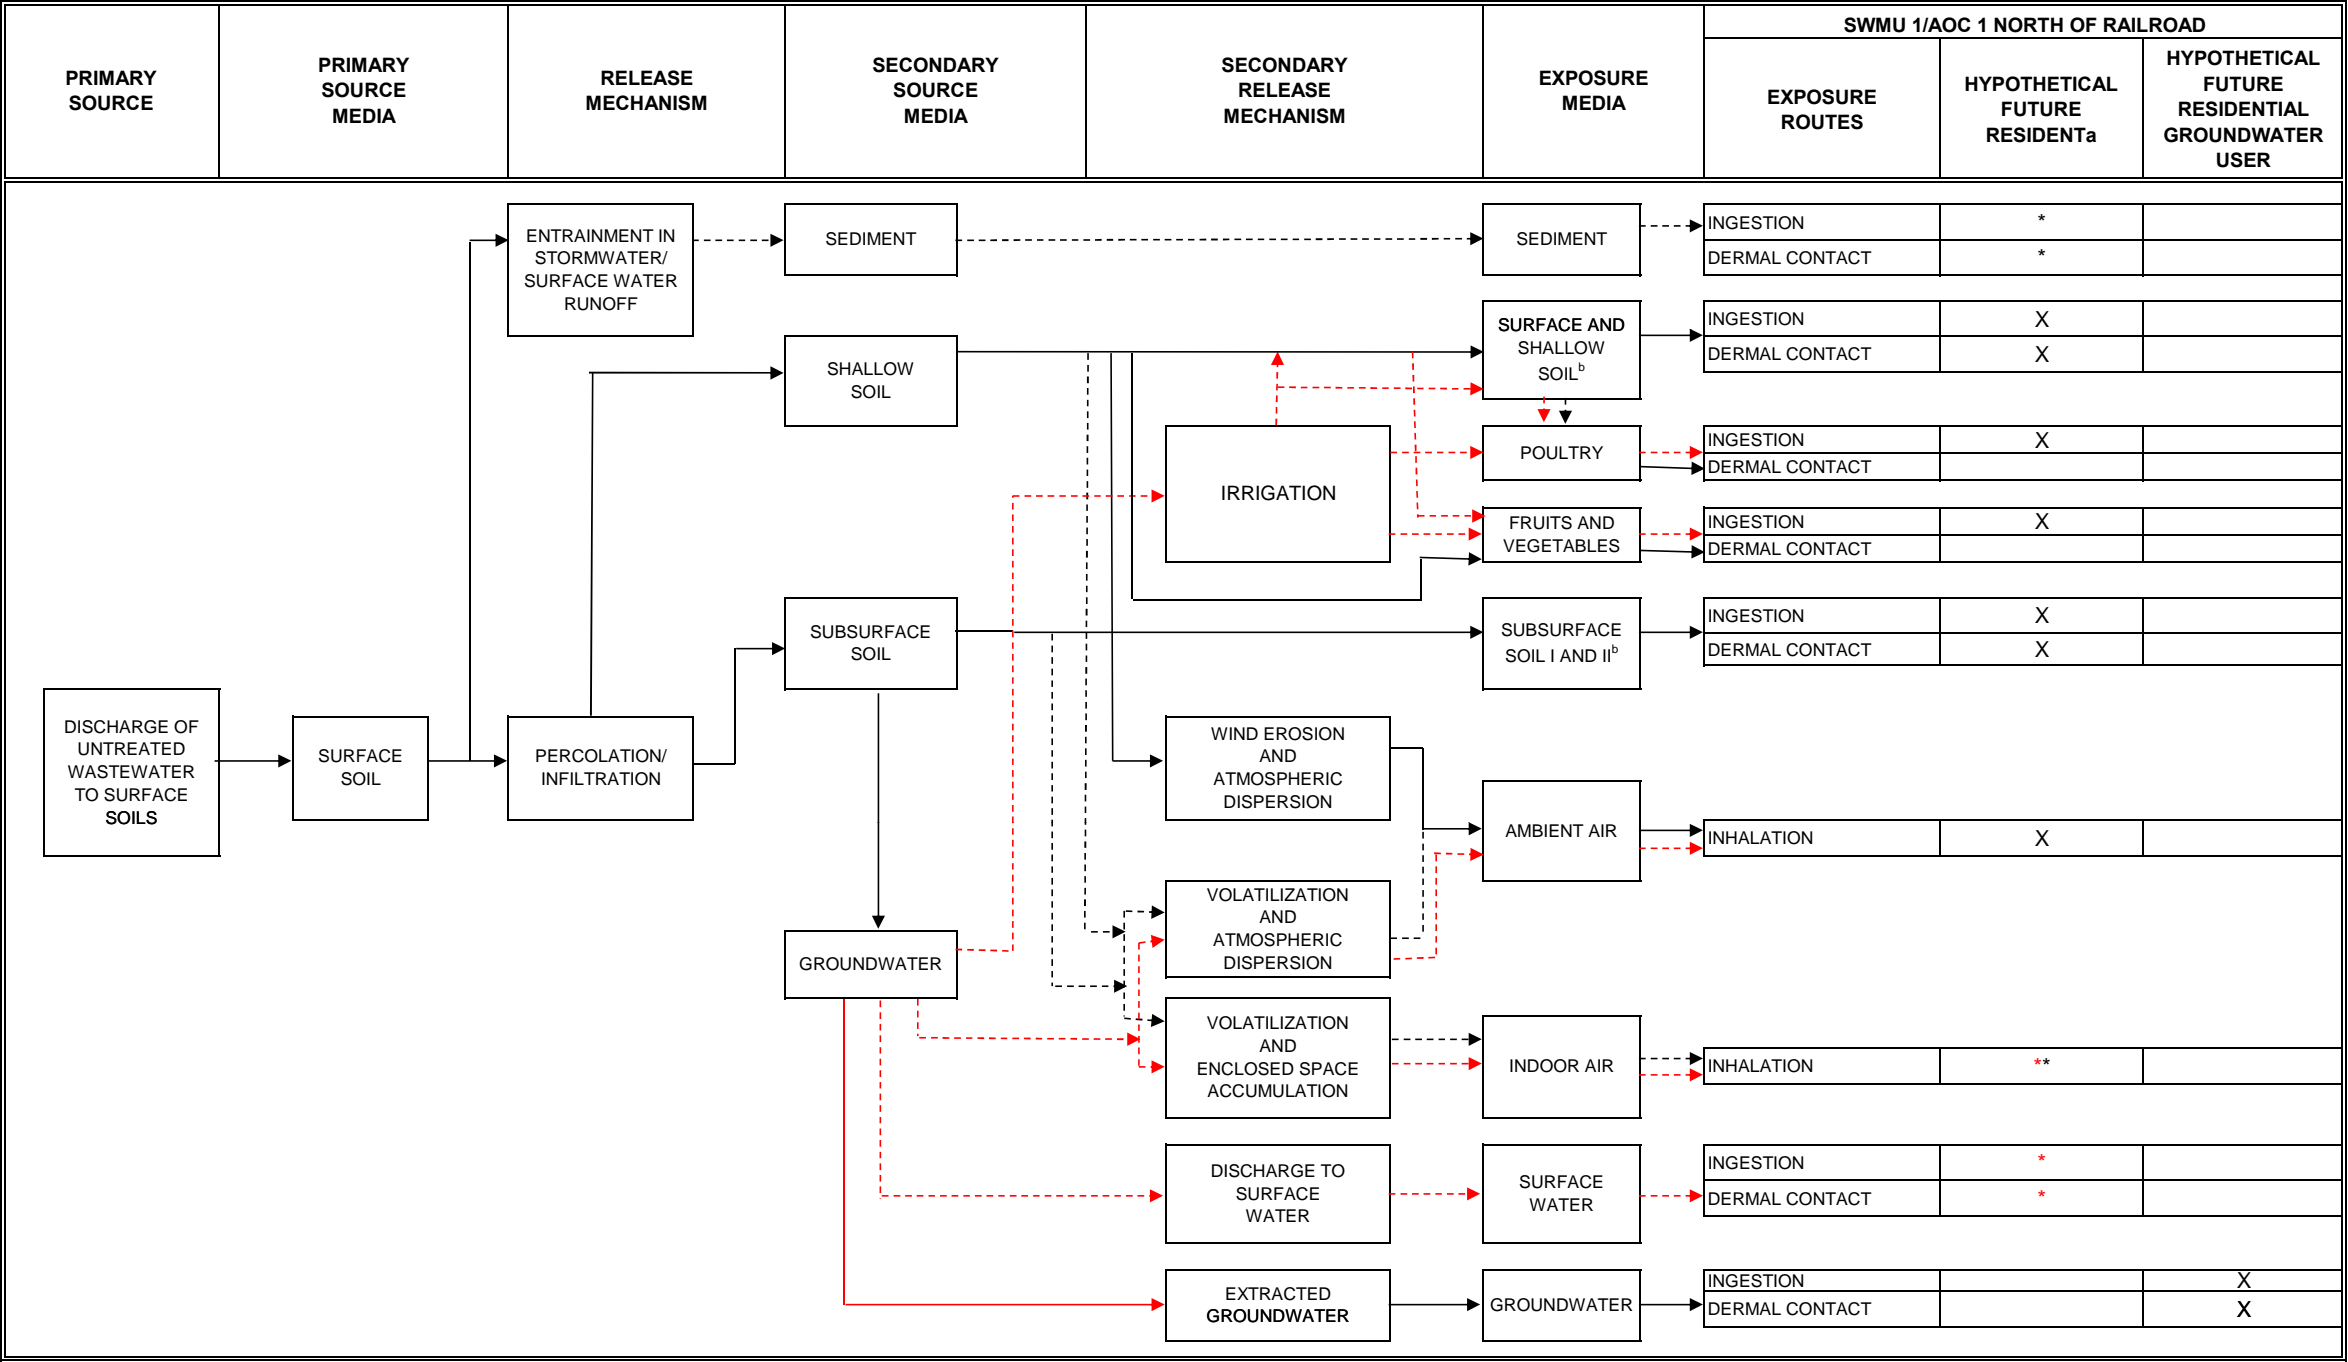 SWMU 1/AOC 1 NORTH OF RAILROAD
PRIMARY
SOURCE
PRIMARY
SOURCE
MEDIA
RELEASE
MECHANISM
SECONDARY
SOURCE
MEDIA
SECONDARY
RELEASE
MECHANISM
EXPOSURE
MEDIA
EXPOSURE
ROUTES
HYPOTHETICAL
FUTURE
RESIDENTa
HYPOTHETICAL
FUTURE
RESIDENTIAL
GROUNDWATER
USER
ENTRAINMENT IN
STORMWATER/
SURFACE WATER
RUNOFF
SEDIMENT
SEDIMENT
INGESTION *
DERMAL CONTACT *
SHALLOW
SOIL
SURFACE AND
SHALLOW
SOILb
INGESTION X
DERMAL CONTACT X
IRRIGATION
POULTRY
INGESTION X
DERMAL CONTACT
FRUITS AND
VEGETABLES
INGESTION X
DERMAL CONTACT
SUBSURFACE
SOIL
SUBSURFACE
SOIL I AND IIb
INGESTION X
DERMAL CONTACT X
DISCHARGE OF
UNTREATED
WASTEWATER
TO SURFACE
SOILS
SURFACE
SOIL
PERCOLATION/
INFILTRATION
WIND EROSION
AND
ATMOSPHERIC
DISPERSION
AMBIENT AIR
INHALATION X
VOLATILIZATION
AND
ATMOSPHERIC
DISPERSION
GROUNDWATER
VOLATILIZATION
AND
ENCLOSED SPACE
ACCUMULATION
INDOOR AIR
INHALATION **
DISCHARGE TO
SURFACE
WATER
SURFACE
WATER
INGESTION *
DERMAL CONTACT *
EXTRACTED
GROUNDWATER
GROUNDWATER
INGESTION X
DERMAL CONTACT X